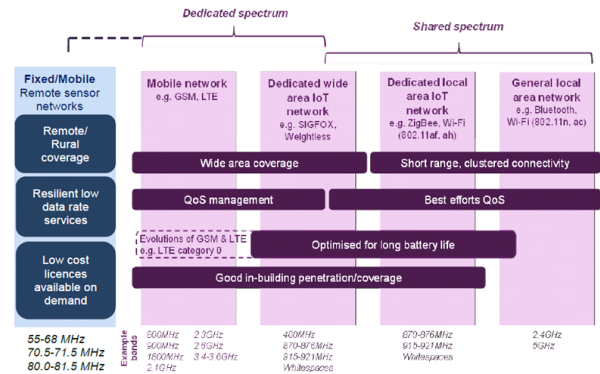 Dedicated spectrum
Shared spectrum
Fixed/Mobile
Remote sensor
networks
Mobile network
e.g. GSM, LTE
Dedicated wide
area IoT
network
e.g. SIGFOX,
Weightless
Dedicated local
area IoT
network
e.g. ZigBee, Wi-Fi
(802.11af, ah)
General local
area network
e.g. Bluetooth,
Wi-Fi (802.11n, ac)
Remote/
Rural
coverage
Wide area coverage
Short range, clustered connectivity
Resilient low
data rate
services
QoS management
Best efforts QoS
Low cost
licences
available on
demand
Evolutions of GSM & LTE
e.g. LTE category 0
Optimised for long battery life
Good in-building penetration/coverage
55-68 MHz
70.5-71.5 MHz
80.0-81.5 MHz
Example
bands
800MHz
900MHz
1800MHz
2.1GHz
2.3GHz
2.6GHz
3.4-3.6GHz
400MHz
870-876MHz
915-921MHz
Whitespaces
870-876MHz
915-921MHz
Whitespaces
2.4GHz
5GHz